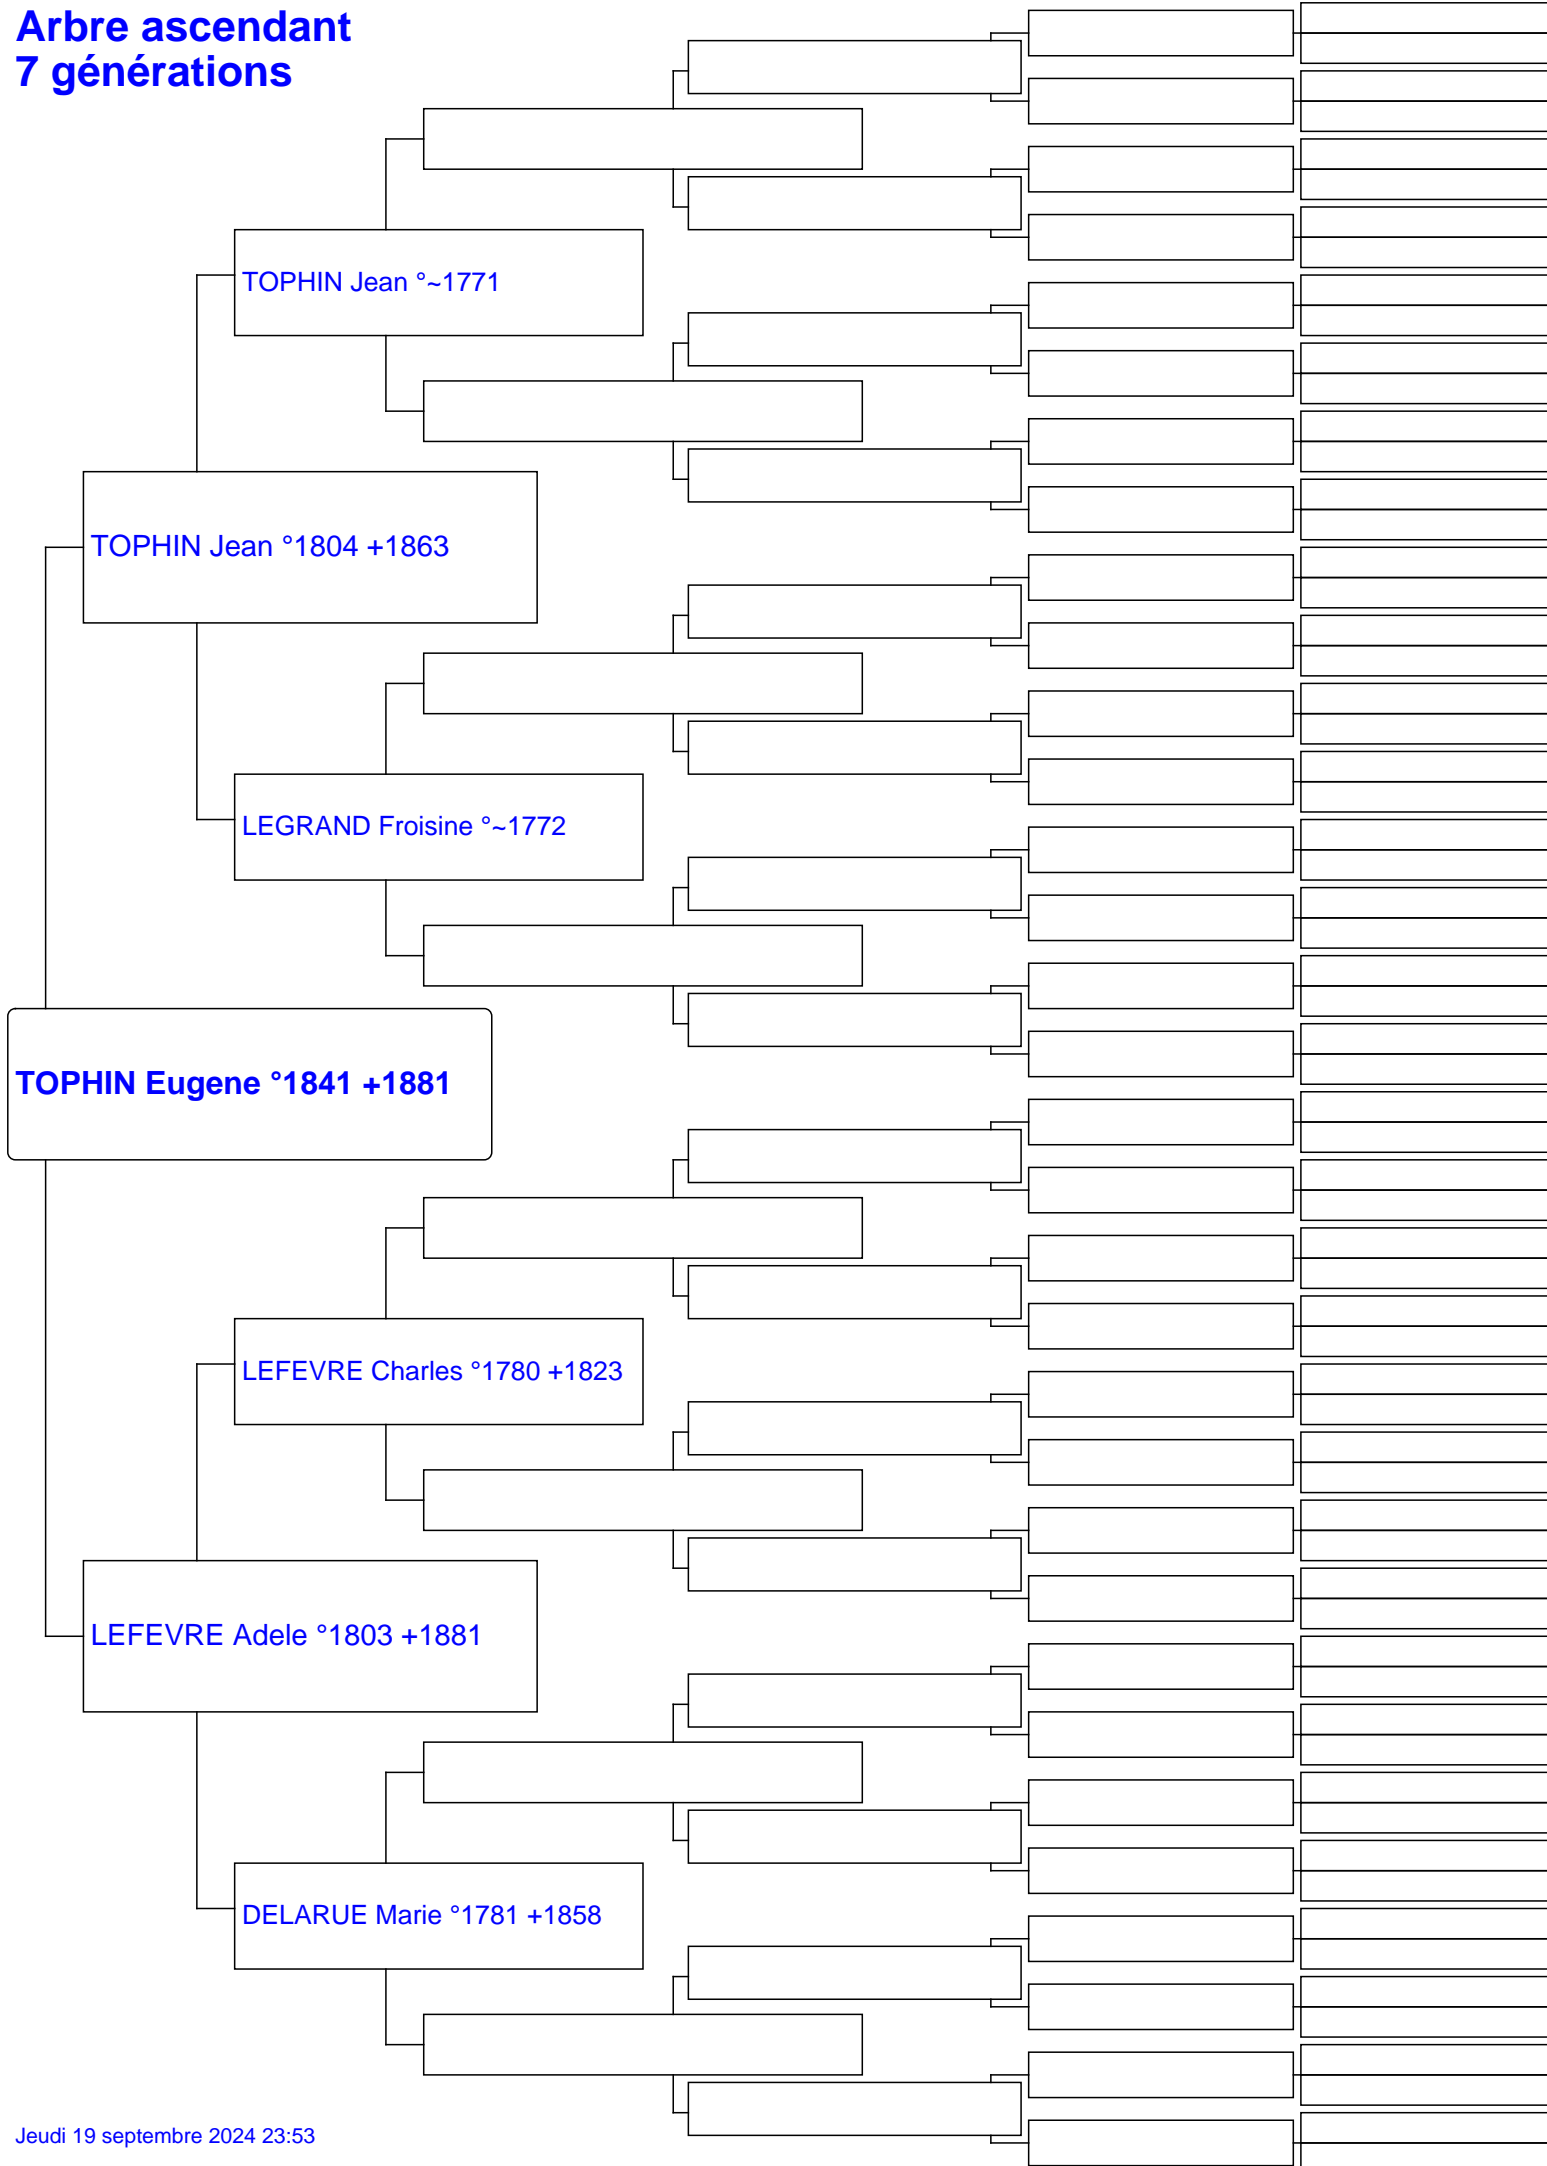 Arbre ascendant
7 générations
TOPHIN Jean °~1771
TOPHIN Jean °1804 +1863
LEGRAND Froisine °~1772
TOPHIN Eugene °1841 +1881
LEFEVRE Charles °1780 +1823
LEFEVRE Adele °1803 +1881
DELARUE Marie °1781 +1858
Jeudi 19 septembre 2024 23:53